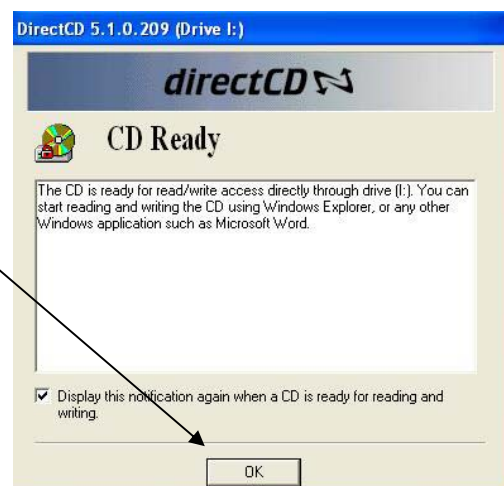 DirectCD 5.1.0.209 (Drive I:)
directCD
CD Ready
The CD is ready for read/write access directly through drive (I:). You can
start reading and writing the CD using Windows Explorer, or any other
Windows application such as Microsoft Word.
Display this notification again when a CD is ready for reading and
writing.
OK